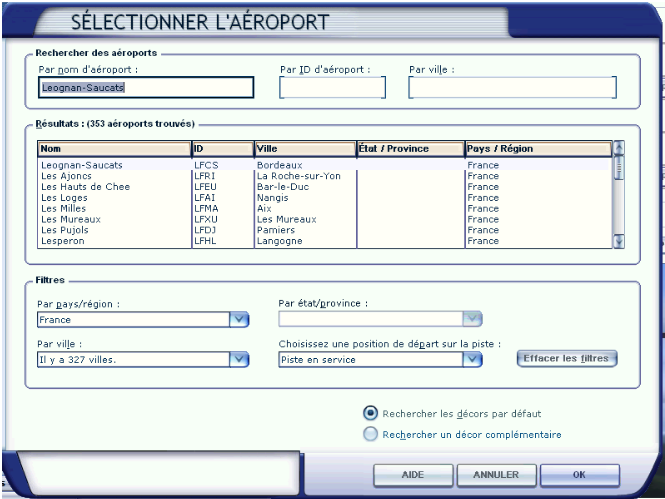 SÉLECTIONNER L'AÉROPORT
Rechercher des aéroports
Par nom d'aéroport : Par ID d'aéroport : Par ville :
Leognan-Saucats
Résultats : (353 aéroports trouvés)
Nom ID Ville État / Province Pays / Région
Leognan-Saucats LFCS Bordeaux France
Les Ajoncs LFRI La Roche-sur-Yon France
Les Hauts de Chee LFEU Bar-le-Duc France
Les Loges LFAI Nangis France
Les Milles LFMA Aix France
Les Mureaux LFXU Les Mureaux France
Les Pujols LFDJ Pamiers France
Lesperon LFHL Langogne France
Filtres
Par pays/région : Par état/province :
France
Par ville : Choisissez une position de départ sur la piste :
Il y a 327 villes. Piste en service Effacer les filtres
Rechercher les décors par défaut
Rechercher un décor complémentaire
AIDE ANNULER OK